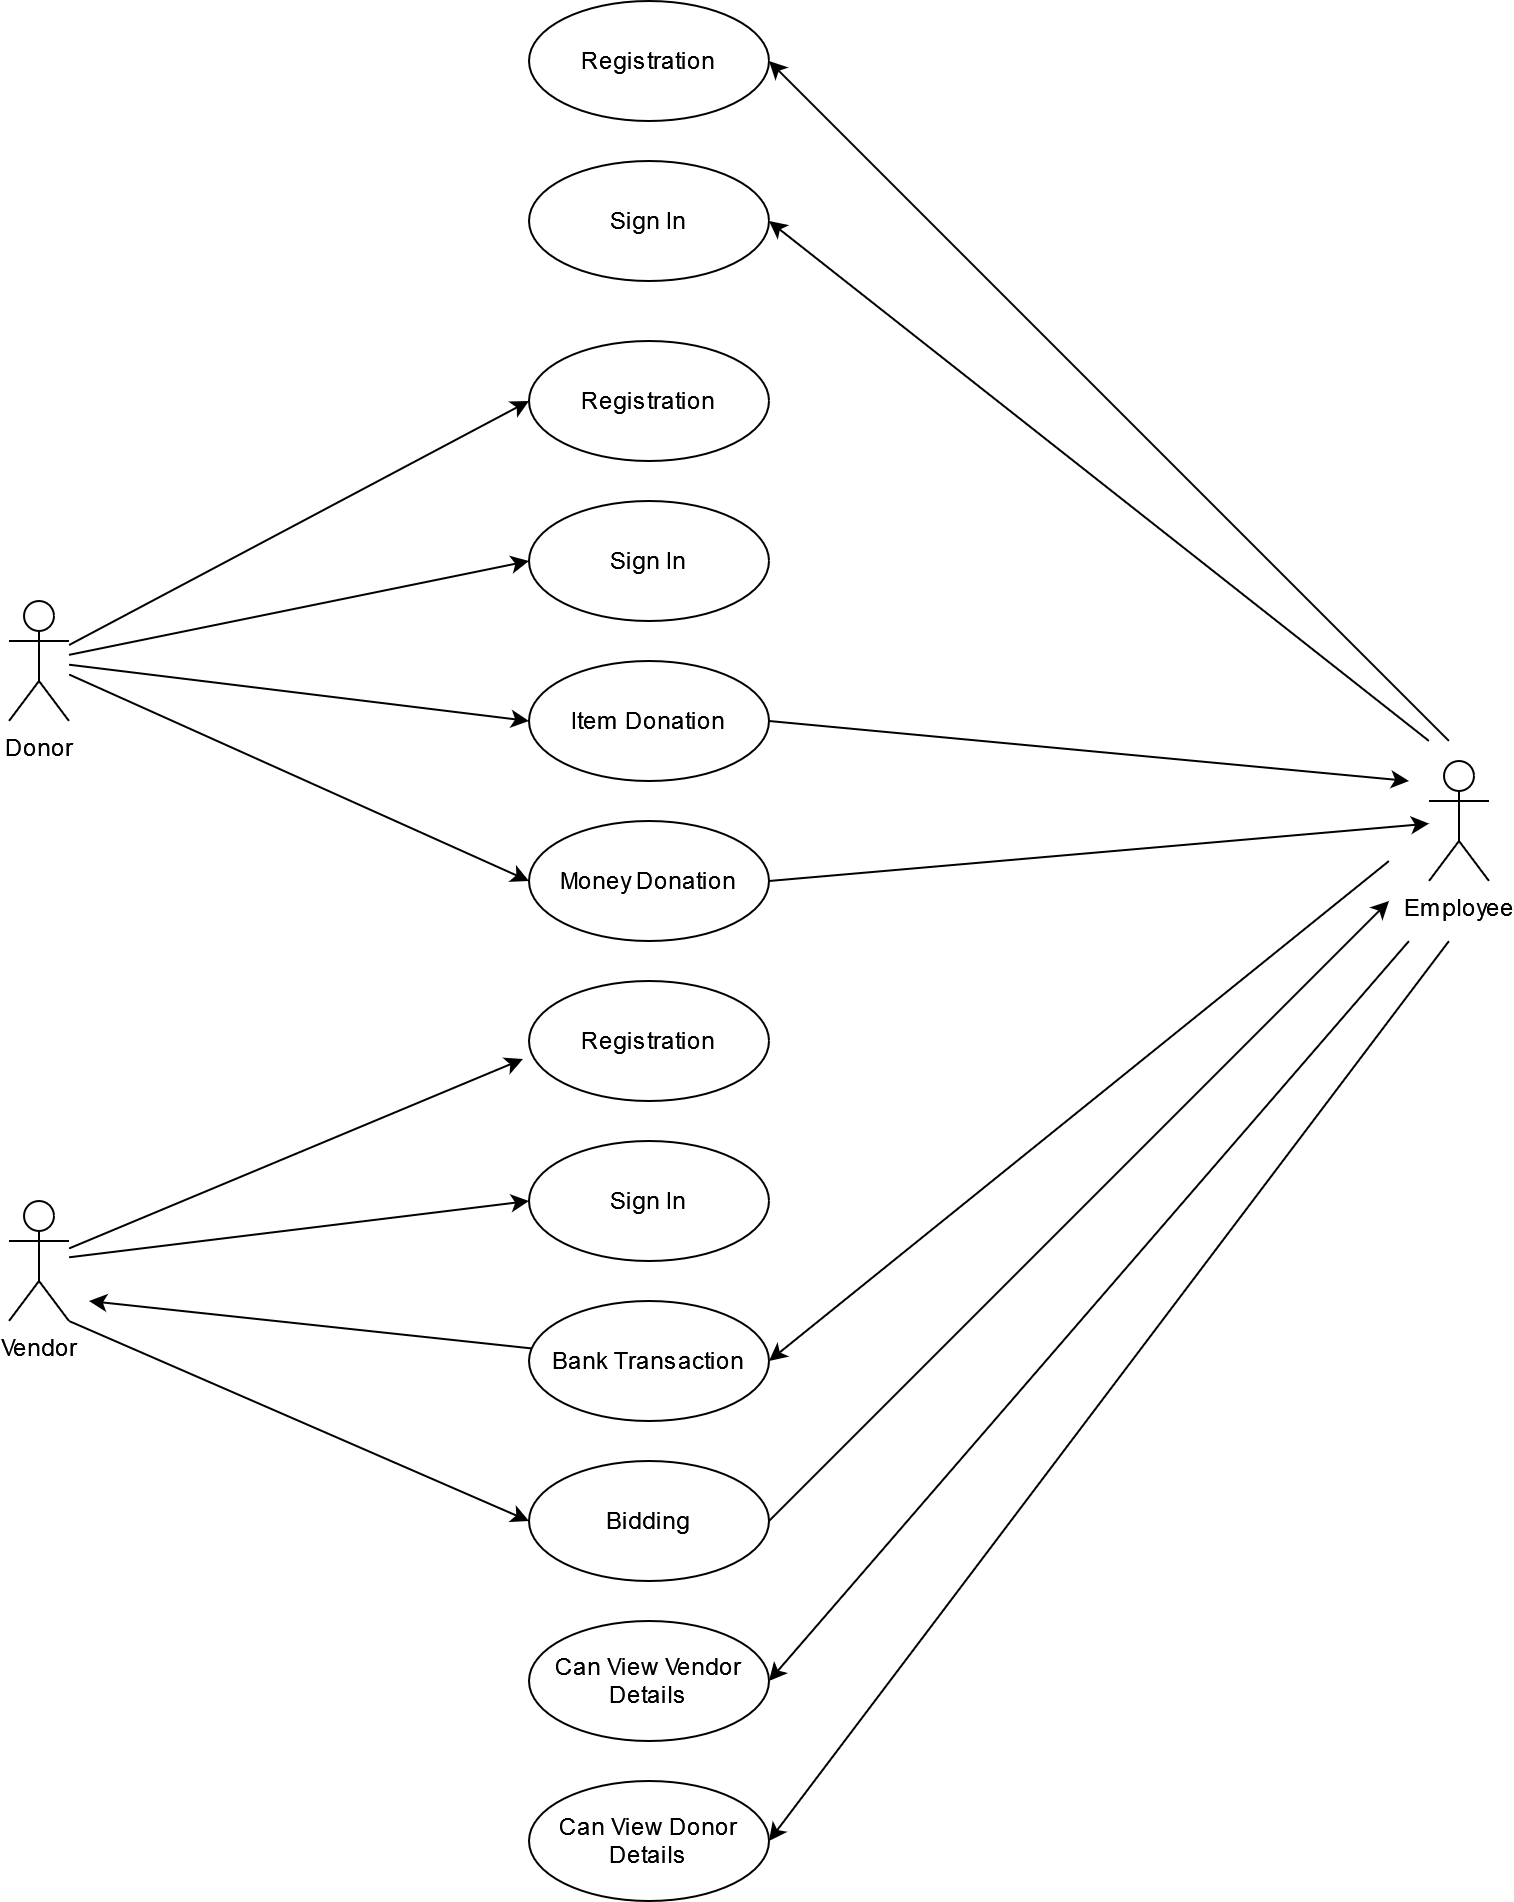 Registration
Sign In
Registration
Sign In
Item Donation
Donor
Money Donation
Employee
Registration
Sign In
Vendor
Bank Transaction
Bidding
Can View Vendor
Details
Can View Donor
Details